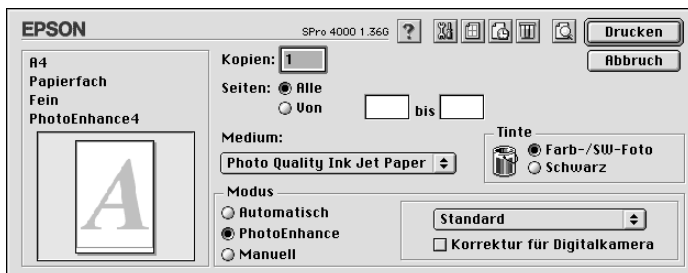 EPSON
SPro 4000 1.36G
?
Drucken
A4
Papierfach
Fein
PhotoEnhance4
A
Kopien: 1
Abbruch
Seiten: Alle
Von bis
Medium:
Photo Quality Ink Jet Paper
Tinte
Farb-/SW-Foto
Schwarz
Modus
Automatisch
PhotoEnhance
Manuell
Standard
Korrektur für Digitalkamera